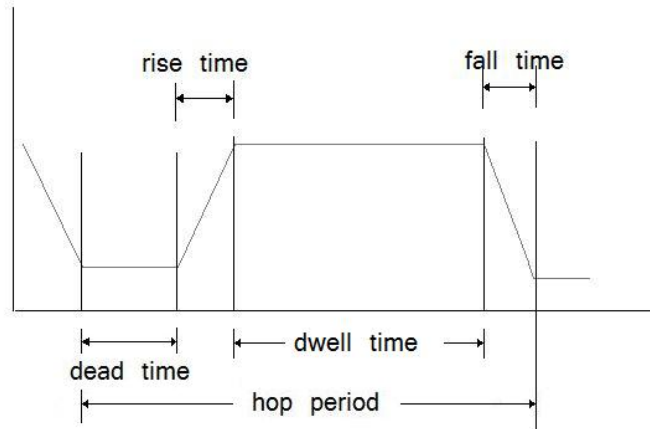 rise time
fall time
dwell time
dead time
hop period